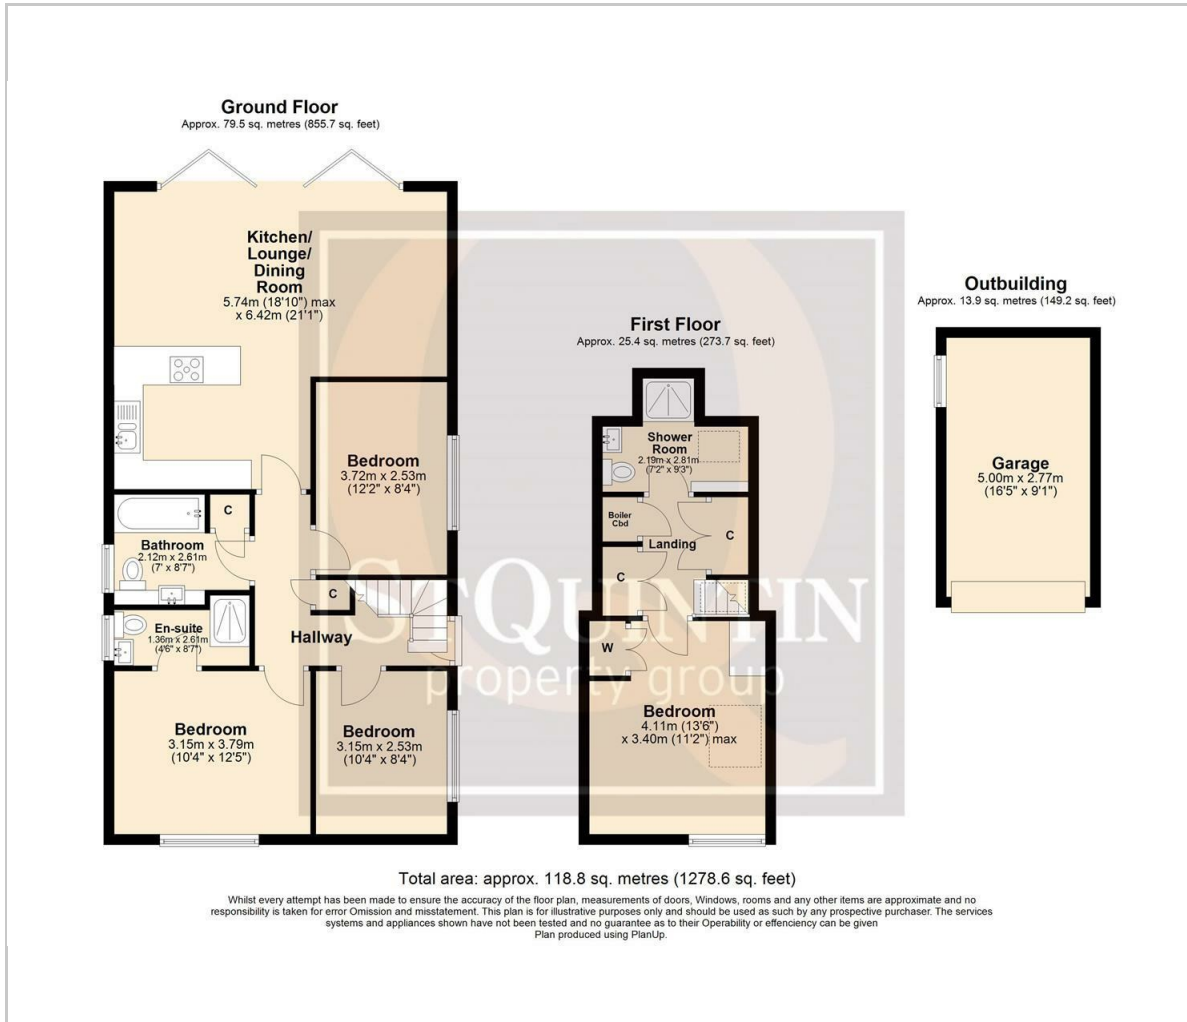 Ground Floor
Approx. 79.5 sq. metres (855.7 sq. feet)
Kitchen/
Lounge/
Dining
Room
5.74m (18'10") max
x 6.42m (21'1")
Bedroom
3.72m x 2.53m
(12'2" x 8'4")
C
Bathroom
2.12m x 2.61m
(7' x 8'7")
C
En-suite
1.36m x 2.61m
(4'6" x 8'7")
Hallway
Bedroom
3.15m x 3.79m
(10'4" x 12'5")
Bedroom
3.15m x 2.53m
(10'4" x 8'4")
First Floor
Approx. 25.4 sq. metres (273.7 sq. feet)
Shower
Room
2.19m x 2.81m
(7'2" x 9'3")
Boiler
Cbd
Landing
C
C
W
Bedroom
4.11m (13'6")
x 3.40m (11'2") max
Outbuilding
Approx. 13.9 sq. metres (149.2 sq. feet)
Garage
5.00m x 2.77m
(16'5" x 9'1")
STQUINTIN
property group
Total area: approx. 118.8 sq. metres (1278.6 sq. feet)
Whilst every attempt has been made to ensure the accuracy of the floor plan, measurements of doors, Windows, rooms and any other items are approximate and no
responsibility is taken for error Omission and misstatement. This plan is for illustrative purposes only and should be used as such by any prospective purchaser. The services
systems and appliances shown have not been tested and no guarantee as to their Operability or effenciency can be given
Plan produced using PlanUp.